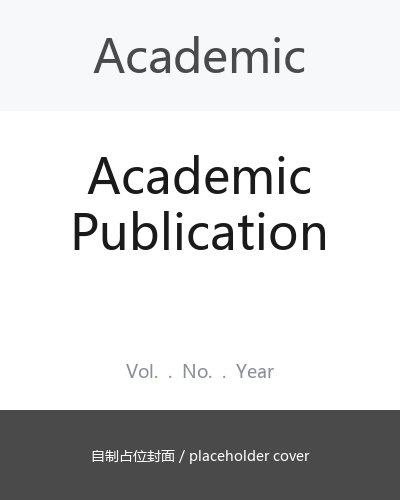 Academic
Academic
Publication
Vol. . No. . Year
自制占位封面 / placeholder cover